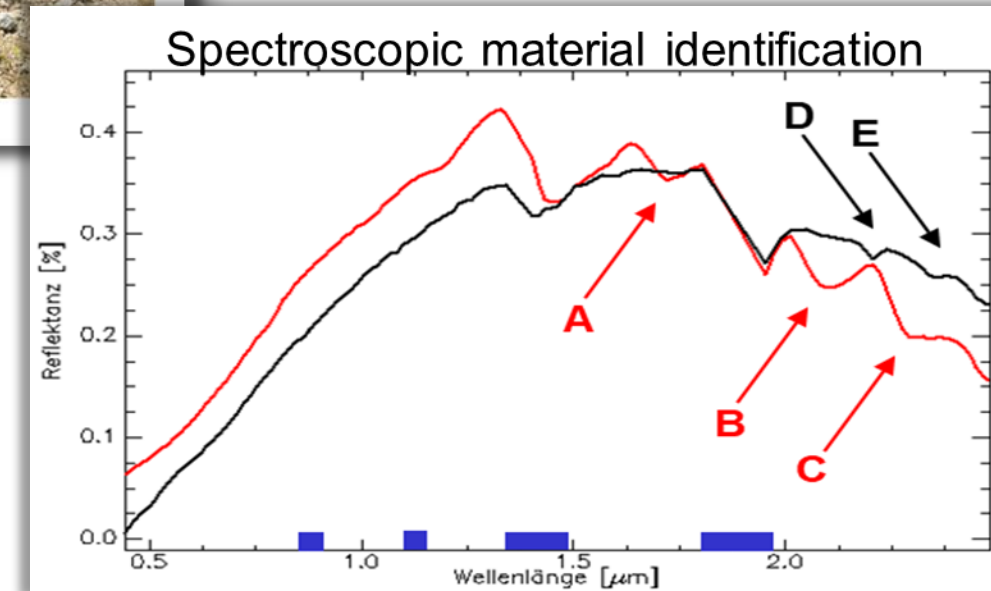 Spectroscopic material identification
D
E
0.4
0.3
A
0.2
B
0.1
C
0.0
0.5 1.0 1.5 2.0
Reflektanz [%]
Wellenlänge [μm]